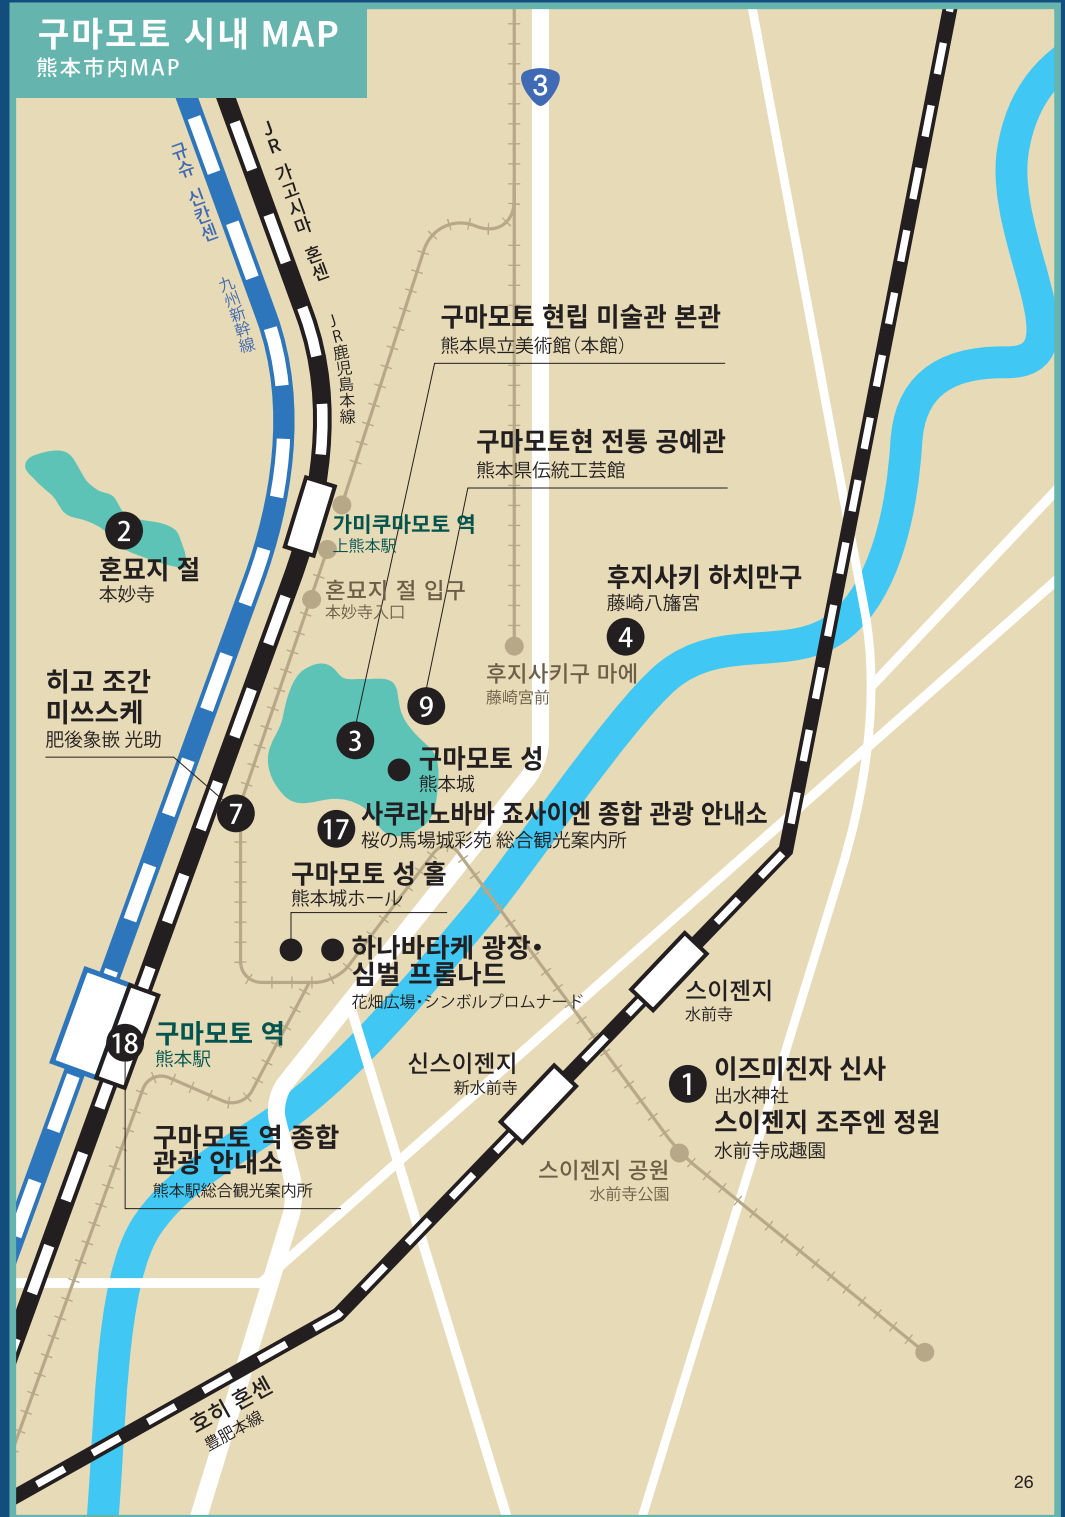 구마모토 시내 MAP
熊本市内MAP
3
규슈 신칸센
九州新幹線
JR 가고시마 혼센
JR鹿児島本線
구마모토 현립 미술관 본관
熊本県立美術館（本館）
구마모토현 전통 공예관
熊本県伝統工芸館
2
혼묘지 절
本妙寺
가미쿠마모토 역
上熊本駅
혼묘지 절 입구
本妙寺入口
후지사키 하치만구
藤崎八旛宮
4
후지사키구 마에
藤崎宮前
히고 조간
미쓰스케
肥後象嵌 光助
9
3
구마모토 성
熊本城
7
17
사쿠라노바바 죠사이엔 종합 관광 안내소
桜の馬場城彩苑 総合観光案内所
구마모토 성 홀
熊本城ホール
하나바타케 광장•
심벌 프롬나드
花畑広場・シンボルプロムナード
스이젠지
水前寺
18
구마모토 역
熊本駅
신스이젠지
新水前寺
1
이즈미진자 신사
出水神社
스이젠지 조주엔 정원
水前寺成趣園
구마모토 역 종합
관광 안내소
熊本駅総合観光案内所
스이젠지 공원
水前寺公園
호히 혼센
豊肥本線
26